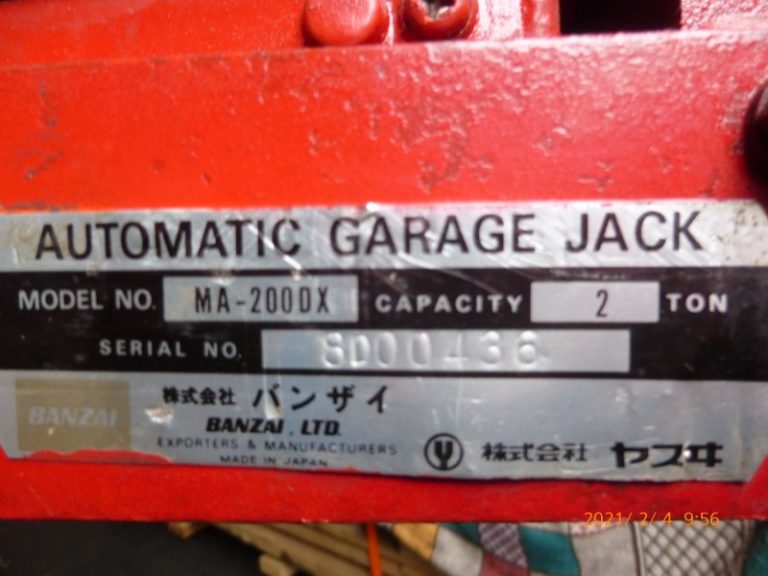 AUTOMATIC GARAGE JACK
MODEL NO. MA-200DX CAPACITY 2 TON
SERIAL NO. 8D00436
BANZAI
株式会社 バンザイ
BANZAI, LTD.
EXPORTERS & MANUFACTURERS
MADE IN JAPAN
Y 株式会社 ヤスヰ
2021/ 2/ 4 9:56